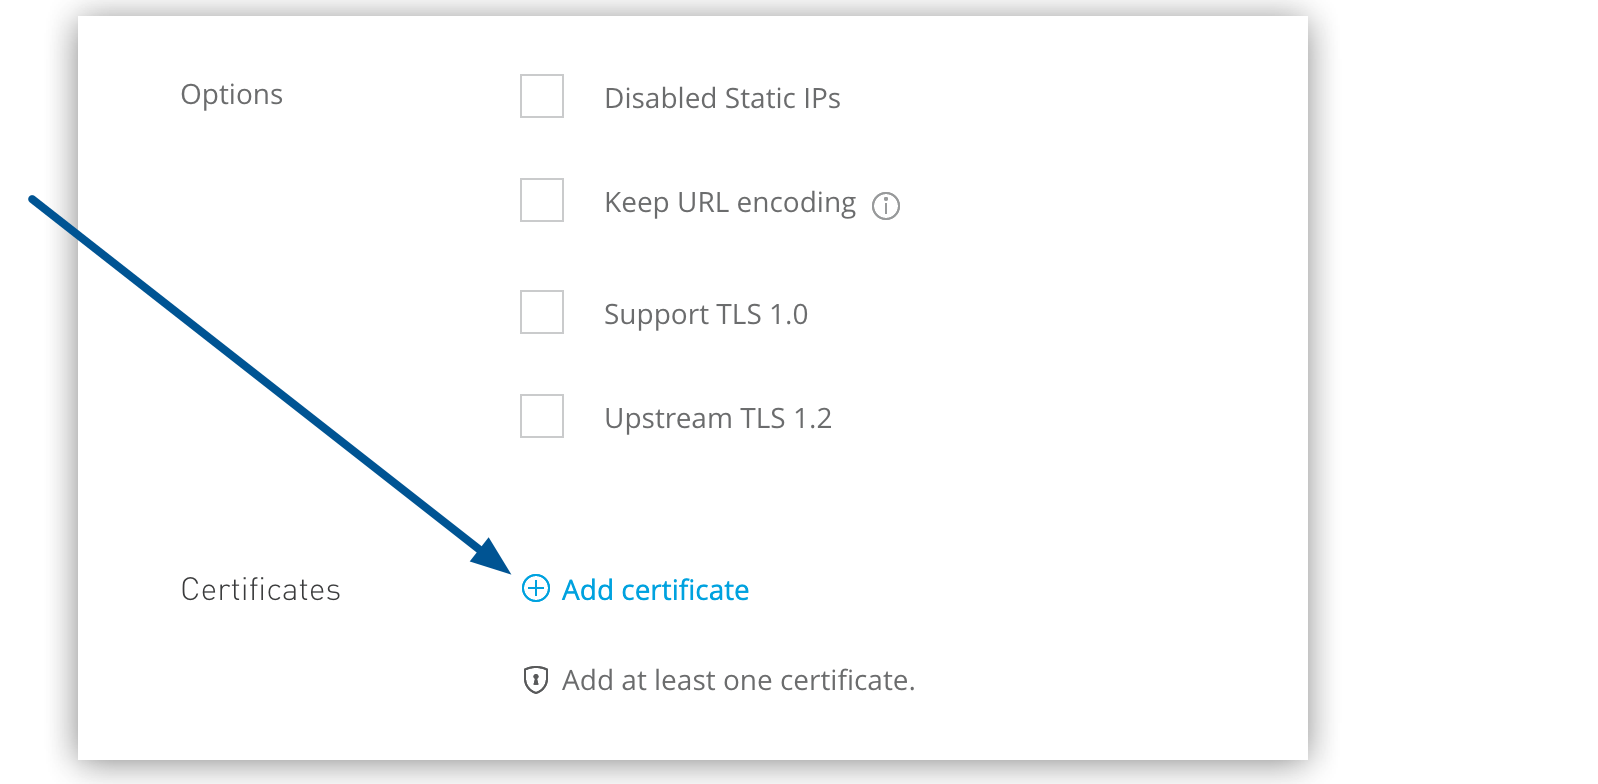 Options
Disabled Static IPs
Keep URL encoding
Support TLS 1.0
Upstream TLS 1.2
Certificates
Add certificate
Add at least one certificate.